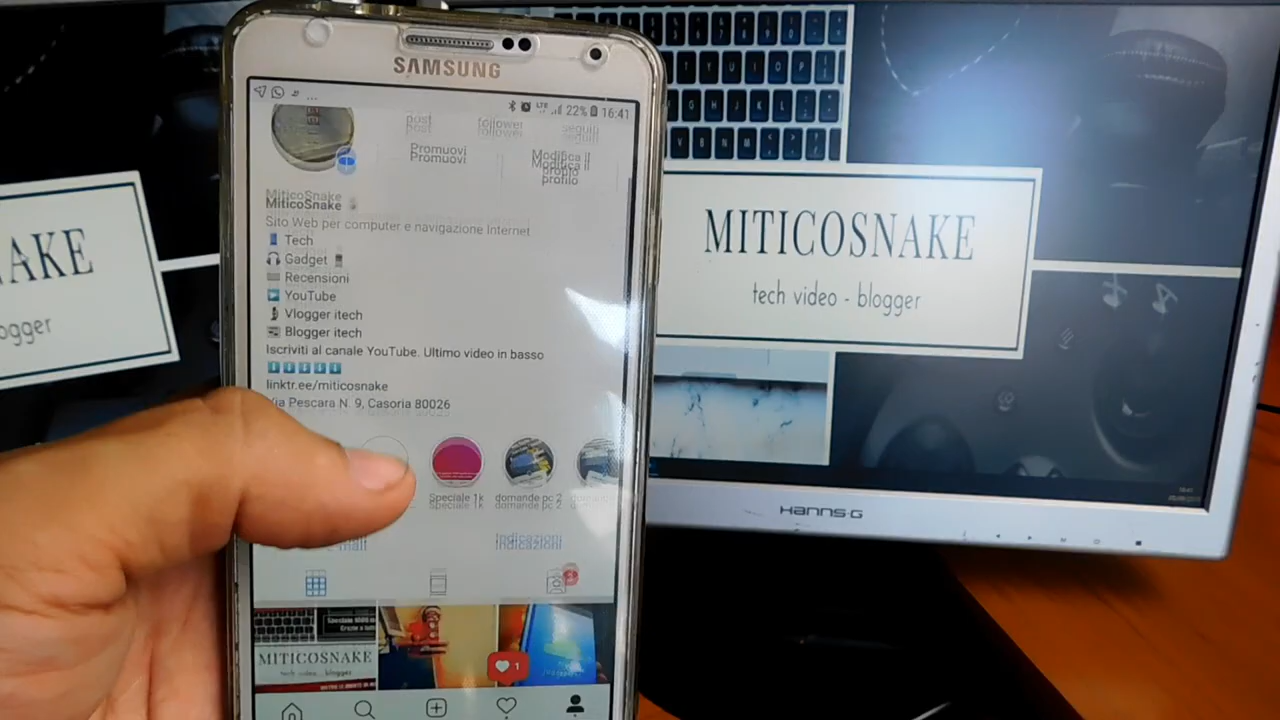 SAMSUNG
LTE 22% 16:41
post
follower
seguiti
Promuovi
Modifica il
profilo
MiticoSnake
Sito Web per computer e navigazione Internet
Tech
Gadget
Recensioni
YouTube
Vlogger itech
Blogger itech
Iscriviti al canale YouTube. Ultimo video in basso
linktr.ee/miticosnake
Via Pescara N. 9, Casoria 80026
Speciale 1k
domande pc 2
Indicazioni
MITICOSNAKE
tech video - blogger
1
MITICOSNAKE
tech video - blogger
HANNS-G
NAKE
ogger